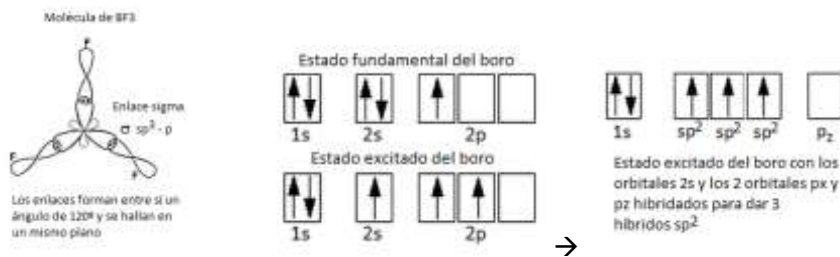 Molécula de BF3
F
Enlace sigma
σ sp³ - p
F
F
Los enlaces forman entre sí un
ángulo de 120º y se hallan en
un mismo plano
Estado fundamental del boro
1s 2s 2p
Estado excitado del boro
1s 2s 2p
→
1s sp² sp² sp² pz
Estado excitado del boro con los
orbitales 2s y los 2 orbitales px y
pz hibridados para dar 3
híbridos sp²